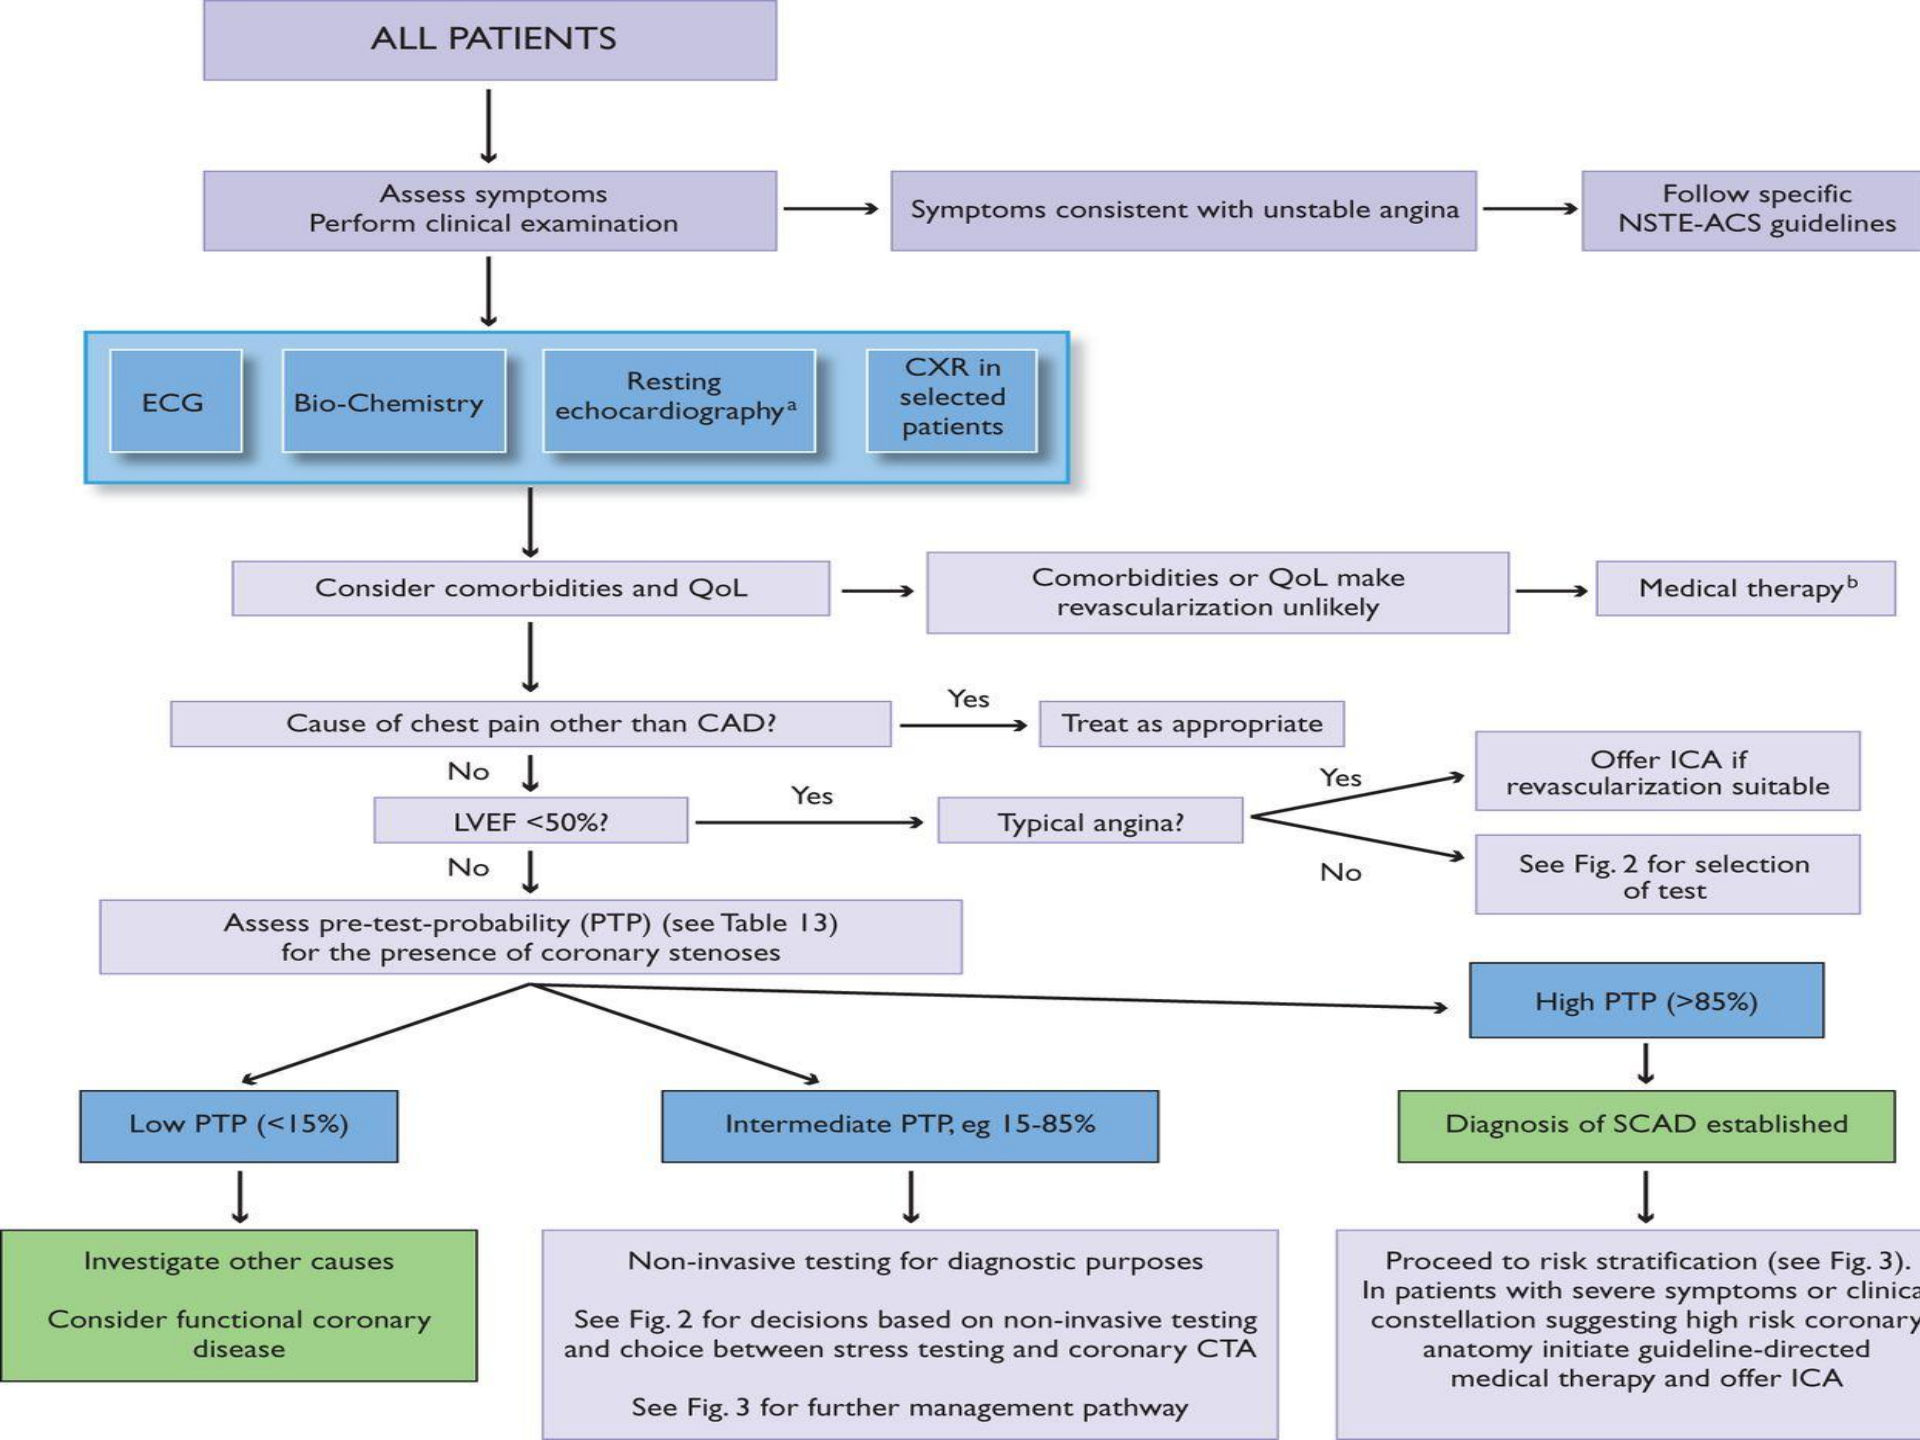 ALL PATIENTS
Assess symptoms
Perform clinical examination
Symptoms consistent with unstable angina
Follow specific
NSTE-ACS guidelines
ECG
Bio-Chemistry
Resting
echocardiographyᵃ
CXR in
selected
patients
Consider comorbidities and QoL
Comorbidities or QoL make
revascularization unlikely
Medical therapyᵇ
Cause of chest pain other than CAD?
Yes
Treat as appropriate
No
LVEF <50%?
Yes
Typical angina?
Yes
Offer ICA if
revascularization suitable
No
See Fig. 2 for selection
of test
No
Assess pre-test-probability (PTP) (see Table 13)
for the presence of coronary stenoses
High PTP (>85%)
Low PTP (<15%)
Intermediate PTP, eg 15-85%
Diagnosis of SCAD established
Investigate other causes
Consider functional coronary
disease
Non-invasive testing for diagnostic purposes
See Fig. 2 for decisions based on non-invasive testing
and choice between stress testing and coronary CTA
See Fig. 3 for further management pathway
Proceed to risk stratification (see Fig. 3).
In patients with severe symptoms or clinica
constellation suggesting high risk coronary
anatomy initiate guideline-directed
medical therapy and offer ICA